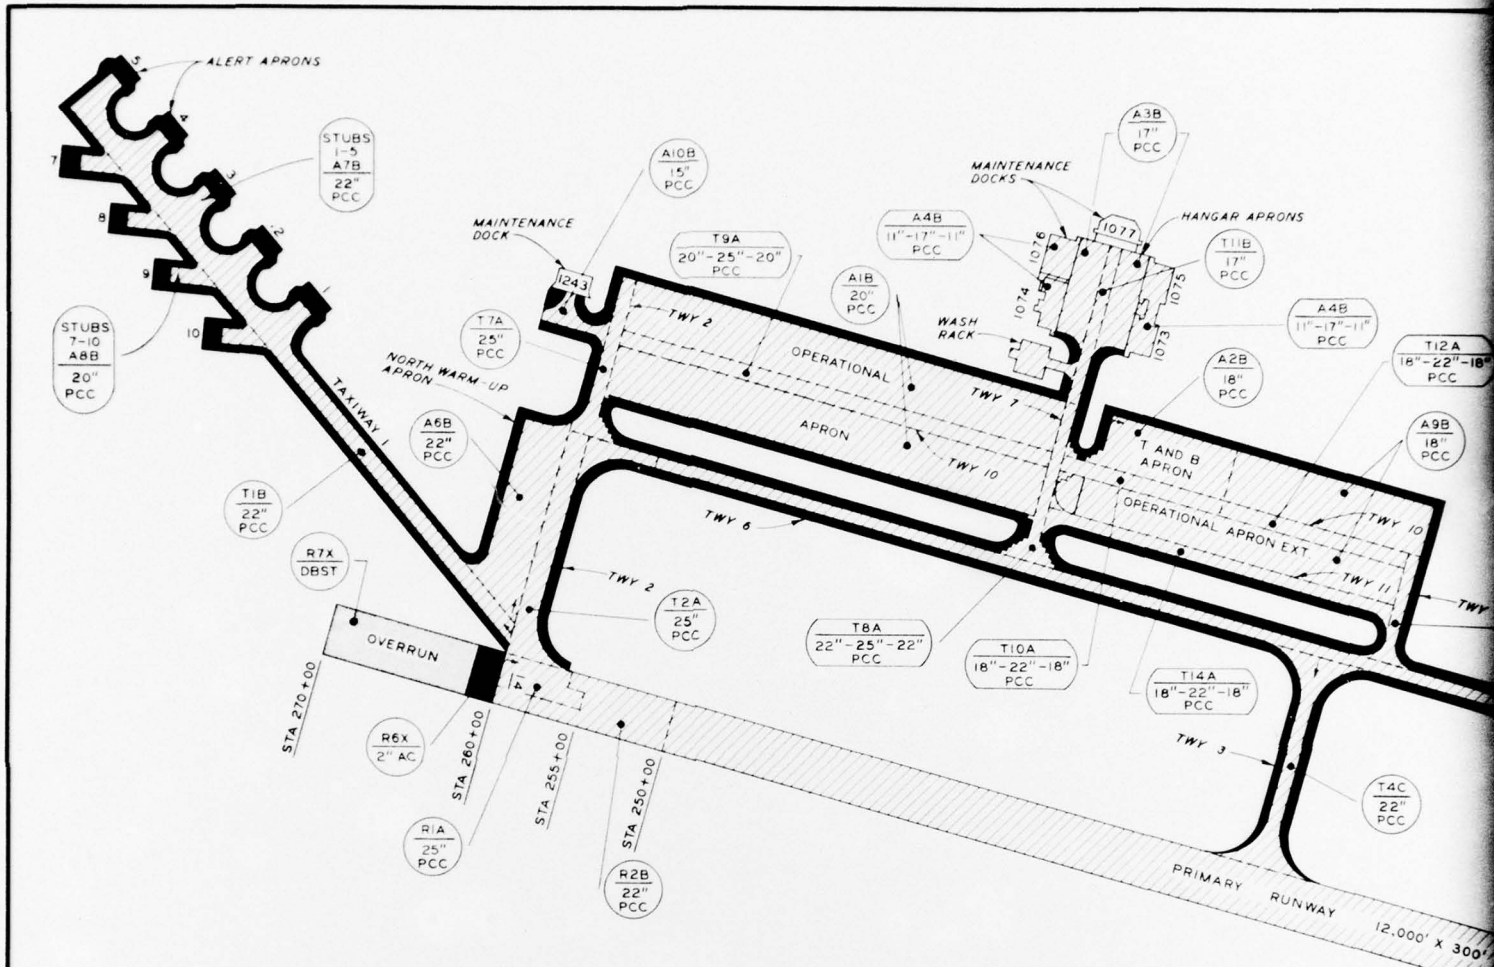 ALERT APRONS
5
4
3
2
1
7
8
9
10
STUBS
1-5
A7B
22"
PCC
STUBS
7-10
A8B
20"
PCC
A10B
15"
PCC
MAINTENANCE
DOCK
1243
T9A
20"-25"-20"
PCC
A3B
17"
PCC
MAINTENANCE
DOCKS
A4B
11"-17"-11"
PCC
1076
1077
HANGAR APRONS
T11B
17"
PCC
1074
1075
1073
A4B
11"-17"-11"
PCC
A1B
20"
PCC
WASH
RACK
T7A
25"
PCC
TWY 2
OPERATIONAL
APRON
TWY 7
TWY 10
A2B
18"
PCC
T12A
18"-22"-18"
PCC
A9B
18"
PCC
T AND B
APRON
OPERATIONAL APRON EXT
TWY 10
TWY 11
TWY
NORTH WARM-UP
APRON
TAXIWAY 1
A6B
22"
PCC
T1B
22"
PCC
TWY 6
TWY 2
R7X
DBST
OVERRUN
T2A
25"
PCC
T8A
22"-25"-22"
PCC
T10A
18"-22"-18"
PCC
T14A
18"-22"-18"
PCC
14
STA 270+00
R6X
2" AC
STA 260+00
STA 255+00
STA 250+00
R1A
25"
PCC
R2B
22"
PCC
TWY 3
T4C
22"
PCC
PRIMARY RUNWAY 12,000' X 300'